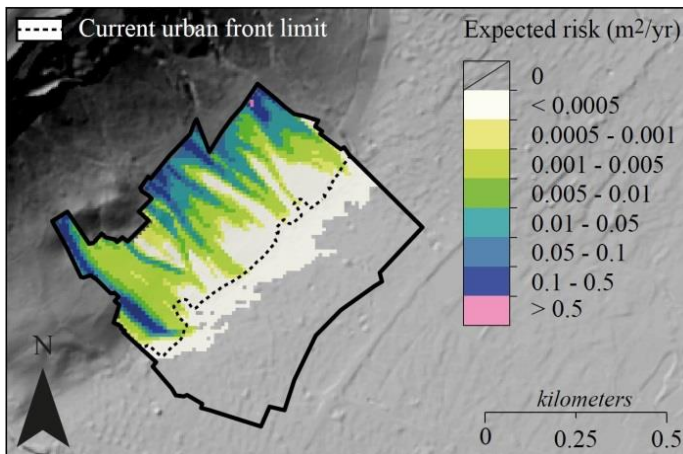 Current urban front limit
Expected risk (m²/yr)
0
< 0.0005
0.0005 - 0.001
0.001 - 0.005
0.005 - 0.01
0.01 - 0.05
0.05 - 0.1
0.1 - 0.5
> 0.5
N
kilometers
0 0.25 0.5